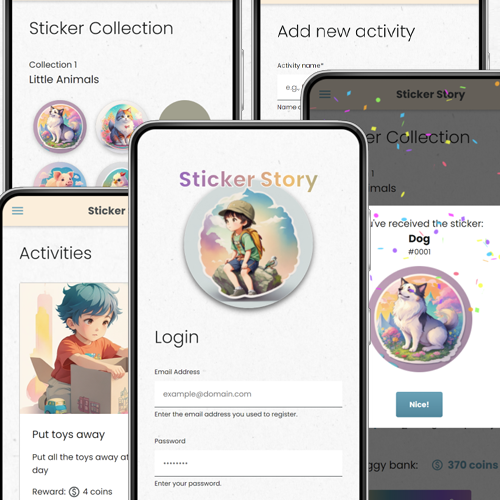 Sticker Collection
Collection 1
Little Animals
Add new activity
Activity name*
e.g.,
Name
Sticker Story
er Collection
1
mals
've received the sticker:
Dog
#0001
Nice!
ggy bank: 370 coins
Sticker
Activities
Put toys away
Put all the toys away at
day
Reward: 4 coins
Sticker Story
Login
Email Address
example@domain.com
Enter the email address you used to register.
Password
••••••••
Enter your password.